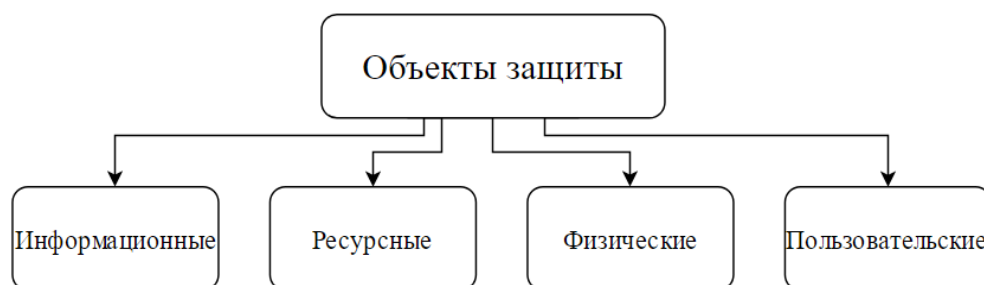 Объекты защиты
Информационные
Ресурсные
Физические
Пользовательские